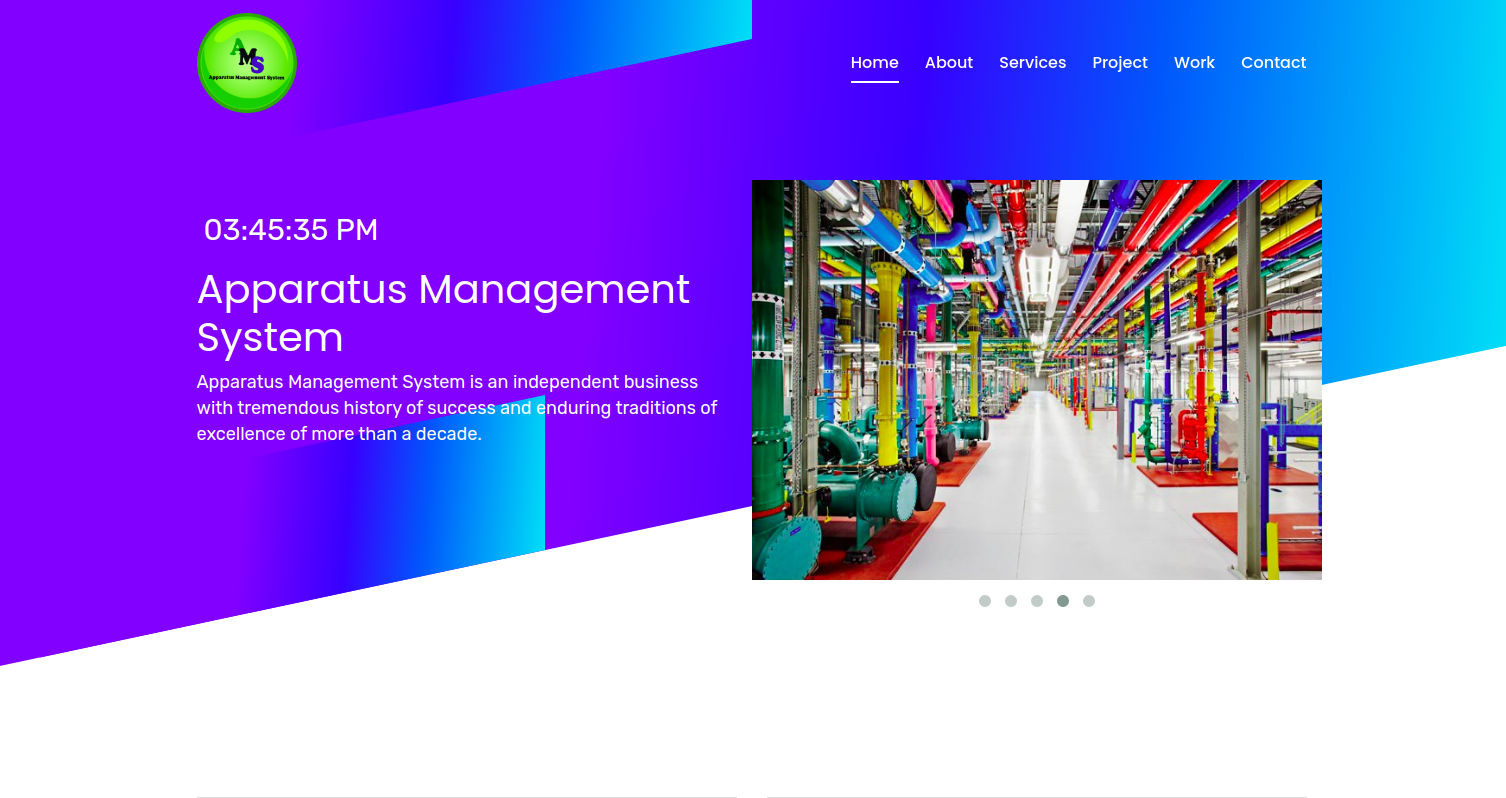 AMS
Apparatus Management System
Home About Services Project Work Contact
03:45:35 PM
Apparatus Management
System
Apparatus Management System is an independent business
with tremendous history of success and enduring traditions of
excellence of more than a decade.